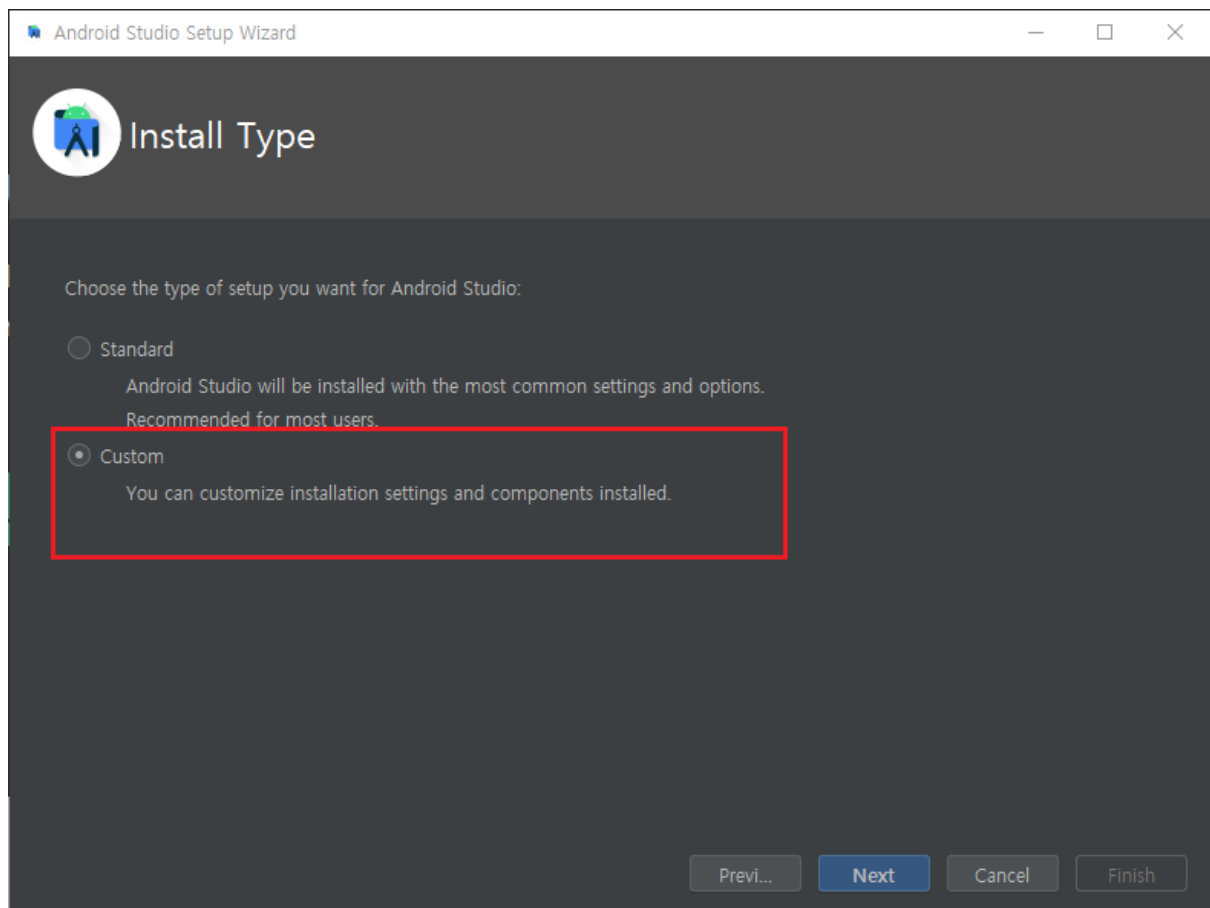 Android Studio Setup Wizard
Install Type
Choose the type of setup you want for Android Studio:
Standard
Android Studio will be installed with the most common settings and options.
Recommended for most users.
Custom
You can customize installation settings and components installed.
Previ... Next Cancel Finish